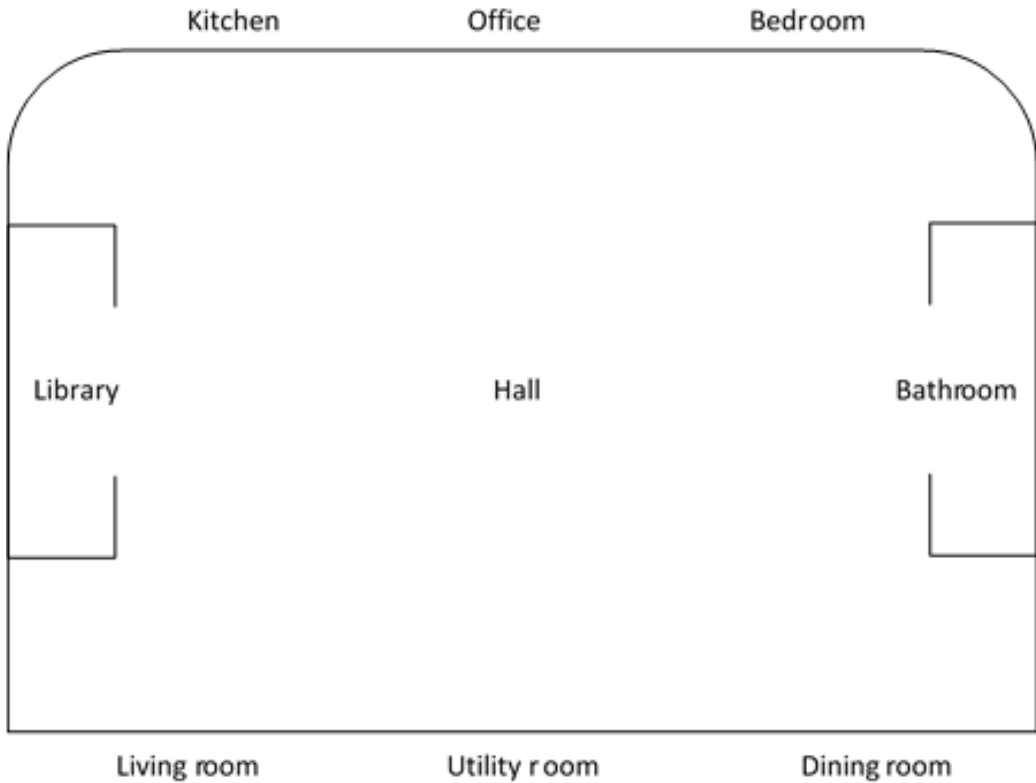 Kitchen
Office
Bedroom
Library
Hall
Bathroom
Living room
Utility room
Dining room